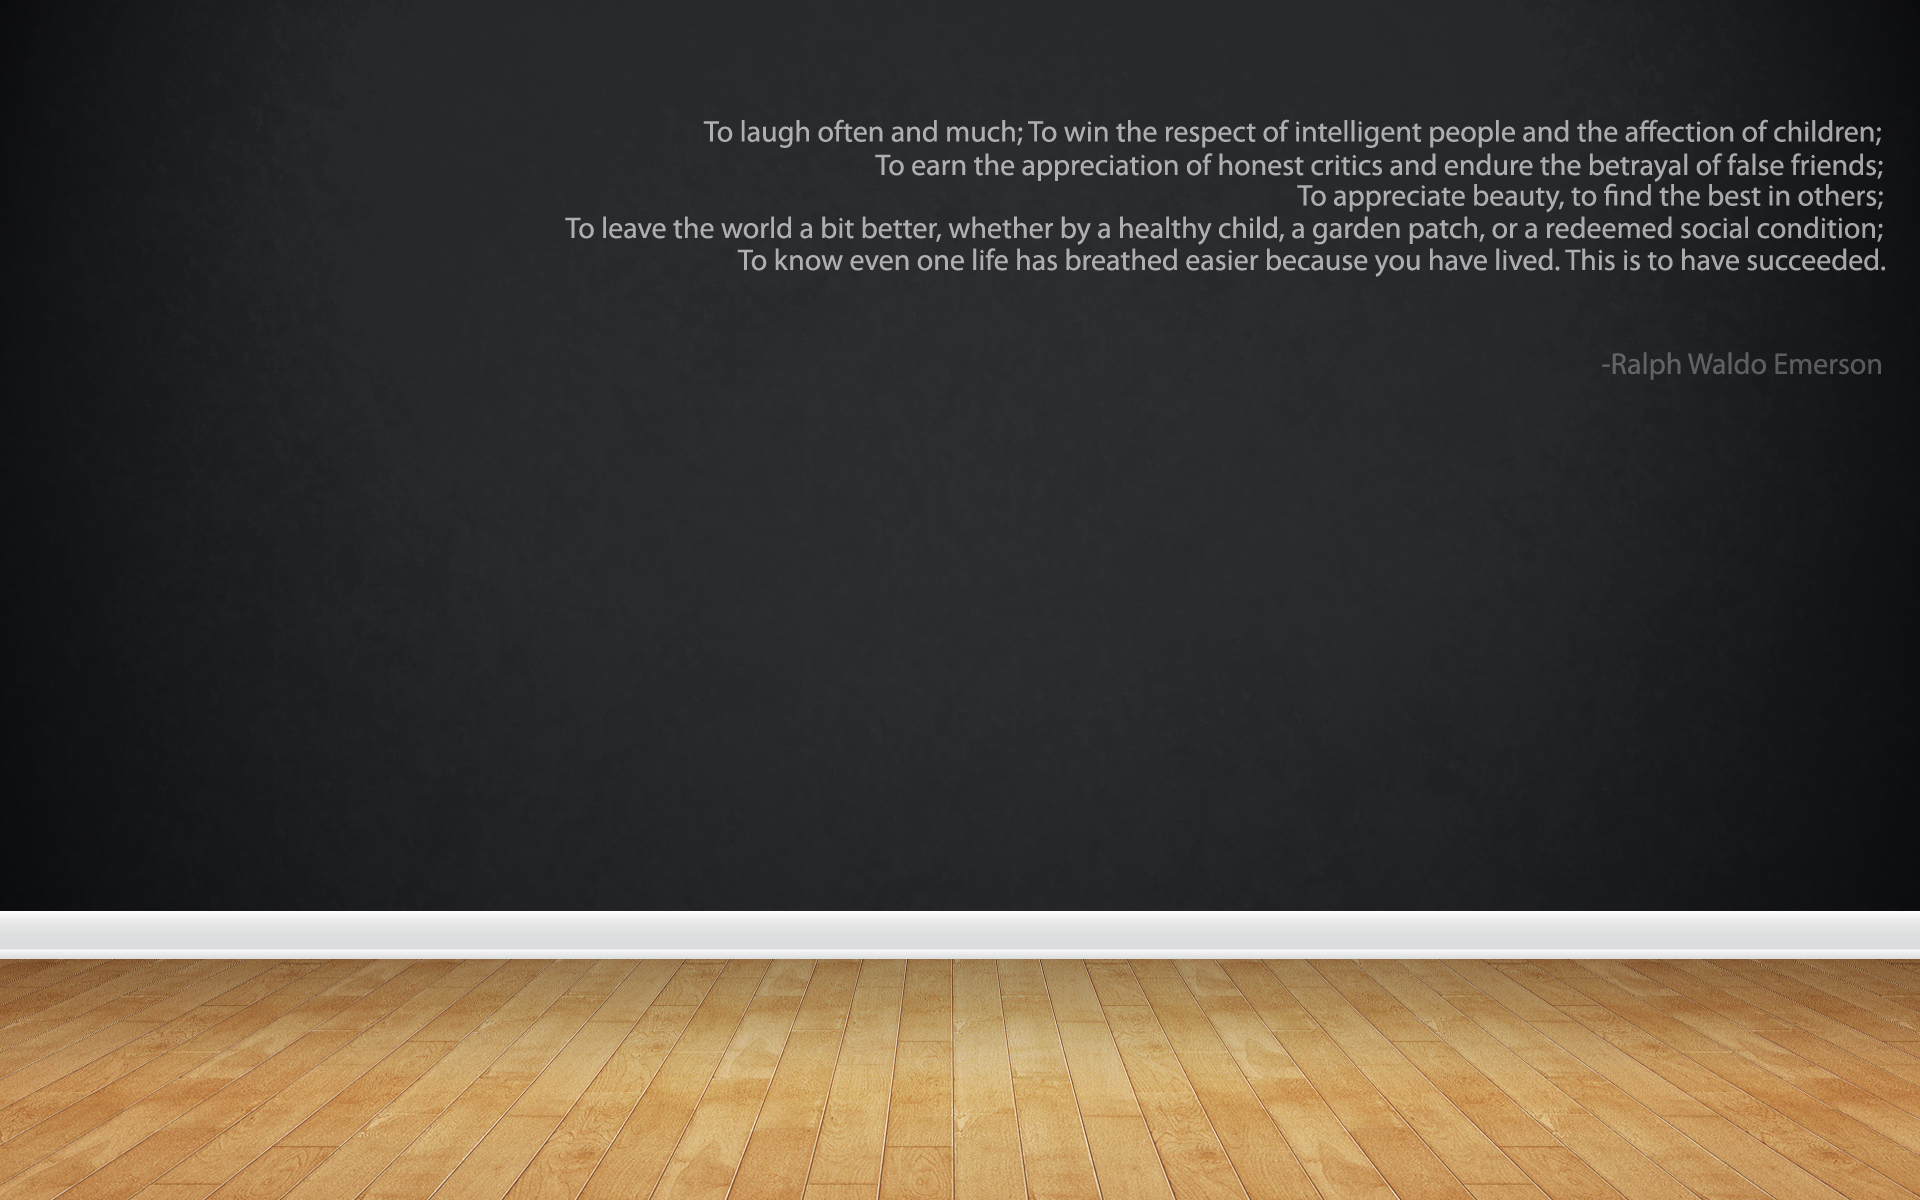 To laugh often and much; To win the respect of intelligent people and the affection of children;
To earn the appreciation of honest critics and endure the betrayal of false friends;
To appreciate beauty, to find the best in others;
To leave the world a bit better, whether by a healthy child, a garden patch, or a redeemed social condition;
To know even one life has breathed easier because you have lived. This is to have succeeded.
-Ralph Waldo Emerson